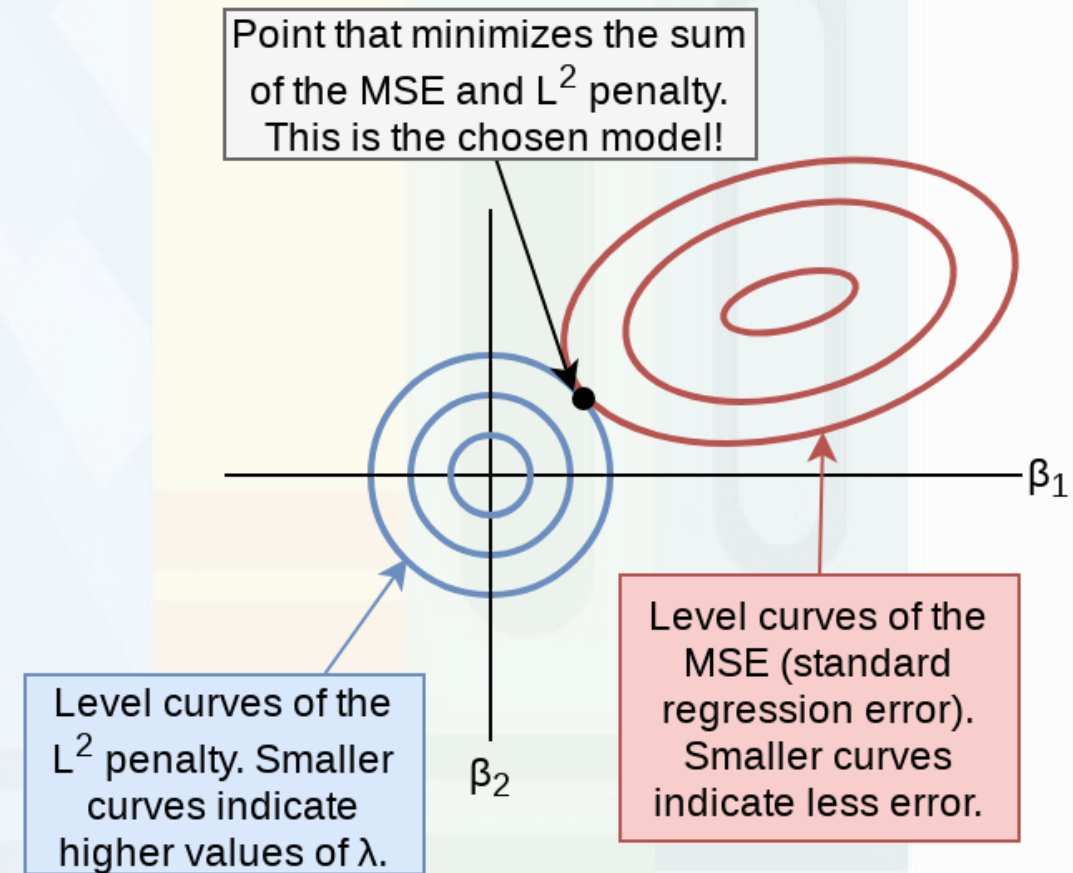 Point that minimizes the sum
of the MSE and L² penalty.
This is the chosen model!
β₁
Level curves of the
MSE (standard
regression error).
Smaller curves
indicate less error.
Level curves of the
L² penalty. Smaller
curves indicate
higher values of λ.
β₂